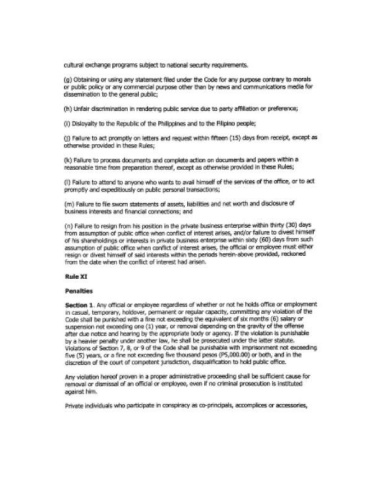 cultural exchange programs subject to national security requirements.
(g) Obtaining or using any statement filed under the Code for any purpose contrary to morals
or public policy or any commercial purpose other than by news and communications media for
dissemination to the general public;
(h) Unfair discrimination in rendering public service due to party affiliation or preference;
(i) Disloyalty to the Republic of the Philippines and to the Filipino people;
(j) Failure to act promptly on letters and request within fifteen (15) days from receipt, except as
otherwise provided in these Rules;
(k) Failure to process documents and complete action on documents and papers within a
reasonable time from preparation thereof, except as otherwise provided in these Rules;
(l) Failure to attend to anyone who wants to avail himself of the services of the office, or to act
promptly and expeditiously on public personal transactions;
(m) Failure to file sworn statements of assets, liabilities and net worth and disclosure of
business interests and financial connections; and
(n) Failure to resign from his position in the private business enterprise within thirty (30) days
from assumption of public office when conflict of interest arises, and/or failure to divest himself
of his shareholdings or interests in private business enterprise within sixty (60) days from such
assumption of public office when conflict of interest arises, the official or employee must either
resign or divest himself of said interests within the periods herein-above provided, reckoned
from the date when the conflict of interest had arisen.
Rule XI
Penalties
Section 1. Any official or employee regardless of whether or not he holds office or employment
in casual, temporary, holdover, permanent or regular capacity, committing any violation of the
Code shall be punished with a fine not exceeding the equivalent of six months (6) salary or
suspension not exceeding one (1) year, or removal depending on the gravity of the offense
after due notice and hearing by the appropriate body or agency. If the violation is punishable
by a heavier penalty under another law, he shall be prosecuted under the latter statute.
Violations of Section 7, 8, or 9 of the Code shall be punishable with imprisonment not exceeding
five (5) years, or a fine not exceeding five thousand pesos (P5,000.00) or both, and in the
discretion of the court of competent jurisdiction, disqualification to hold public office.
Any violation hereof proven in a proper administrative proceeding shall be sufficient cause for
removal or dismissal of an official or employee, even if no criminal prosecution is instituted
against him.
Private individuals who participate in conspiracy as co-principals, accomplices or accessories,